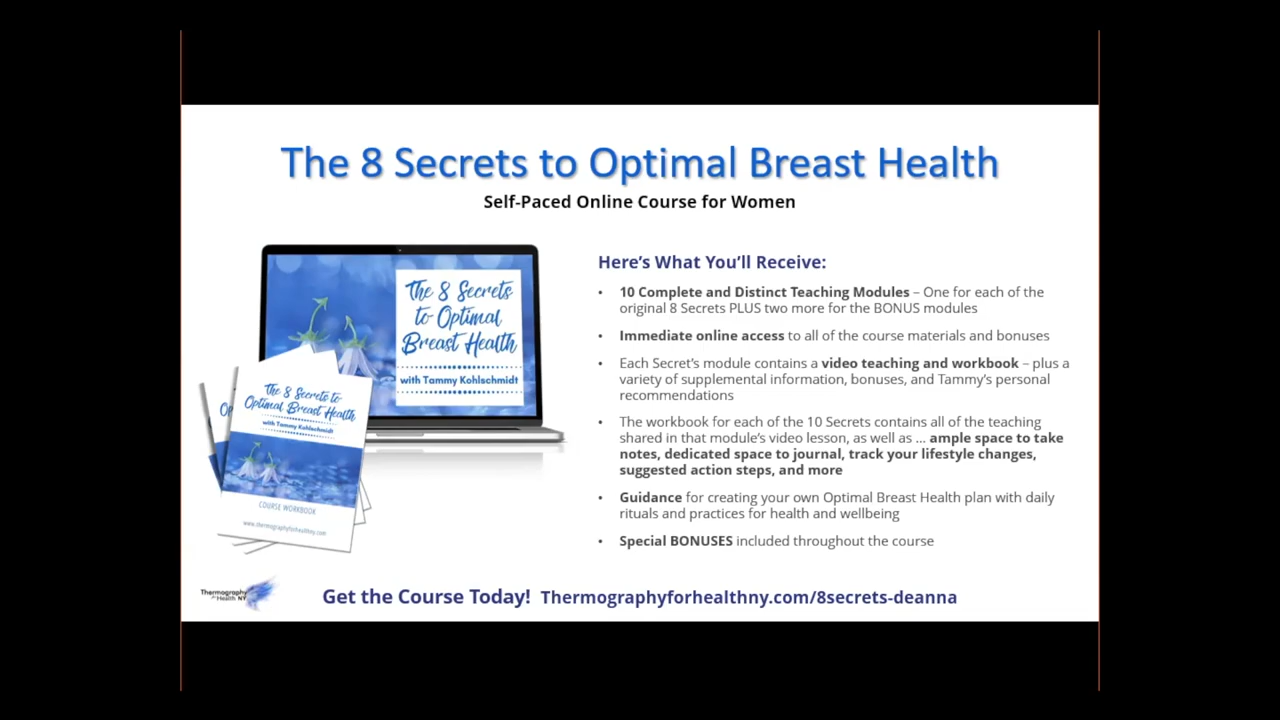 The 8 Secrets to Optimal Breast Health
Self-Paced Online Course for Women
The 8 Secrets
to Optimal
Breast Health
with Tammy Kohlschmidt
The 8 Secrets to
Optimal Breast Health
with Tammy Kohlschmidt
COURSE WORKBOOK
www.thermographyforhealthny.com
Here's What You'll Receive:
• 10 Complete and Distinct Teaching Modules – One for each of the
original 8 Secrets PLUS two more for the BONUS modules
• Immediate online access to all of the course materials and bonuses
• Each Secret's module contains a video teaching and workbook – plus a
variety of supplemental information, bonuses, and Tammy's personal
recommendations
• The workbook for each of the 10 Secrets contains all of the teaching
shared in that module's video lesson, as well as … ample space to take
notes, dedicated space to journal, track your lifestyle changes,
suggested action steps, and more
• Guidance for creating your own Optimal Breast Health plan with daily
rituals and practices for health and wellbeing
• Special BONUSES included throughout the course
Thermography
for Health NY
Get the Course Today! Thermographyforhealthny.com/8secrets-deanna